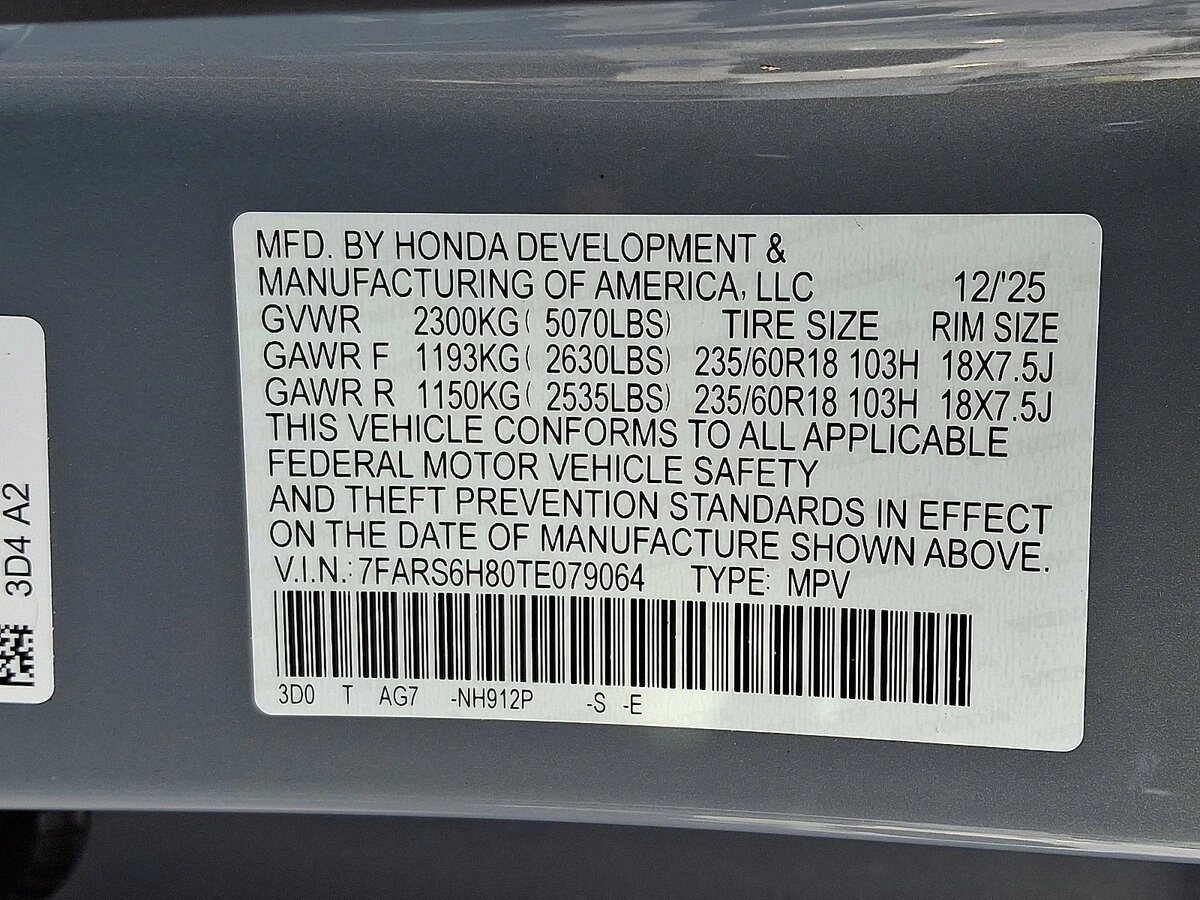 MFD. BY HONDA DEVELOPMENT &
MANUFACTURING OF AMERICA, LLC 12/'25
GVWR 2300KG( 5070LBS) TIRE SIZE RIM SIZE
GAWR F 1193KG( 2630LBS) 235/60R18 103H 18X7.5J
GAWR R 1150KG( 2535LBS) 235/60R18 103H 18X7.5J
THIS VEHICLE CONFORMS TO ALL APPLICABLE
FEDERAL MOTOR VEHICLE SAFETY
AND THEFT PREVENTION STANDARDS IN EFFECT
ON THE DATE OF MANUFACTURE SHOWN ABOVE.
V.I.N.: 7FARS6H80TE079064 TYPE: MPV
3D0 T AG7 -NH912P -S -E
3D4 A2